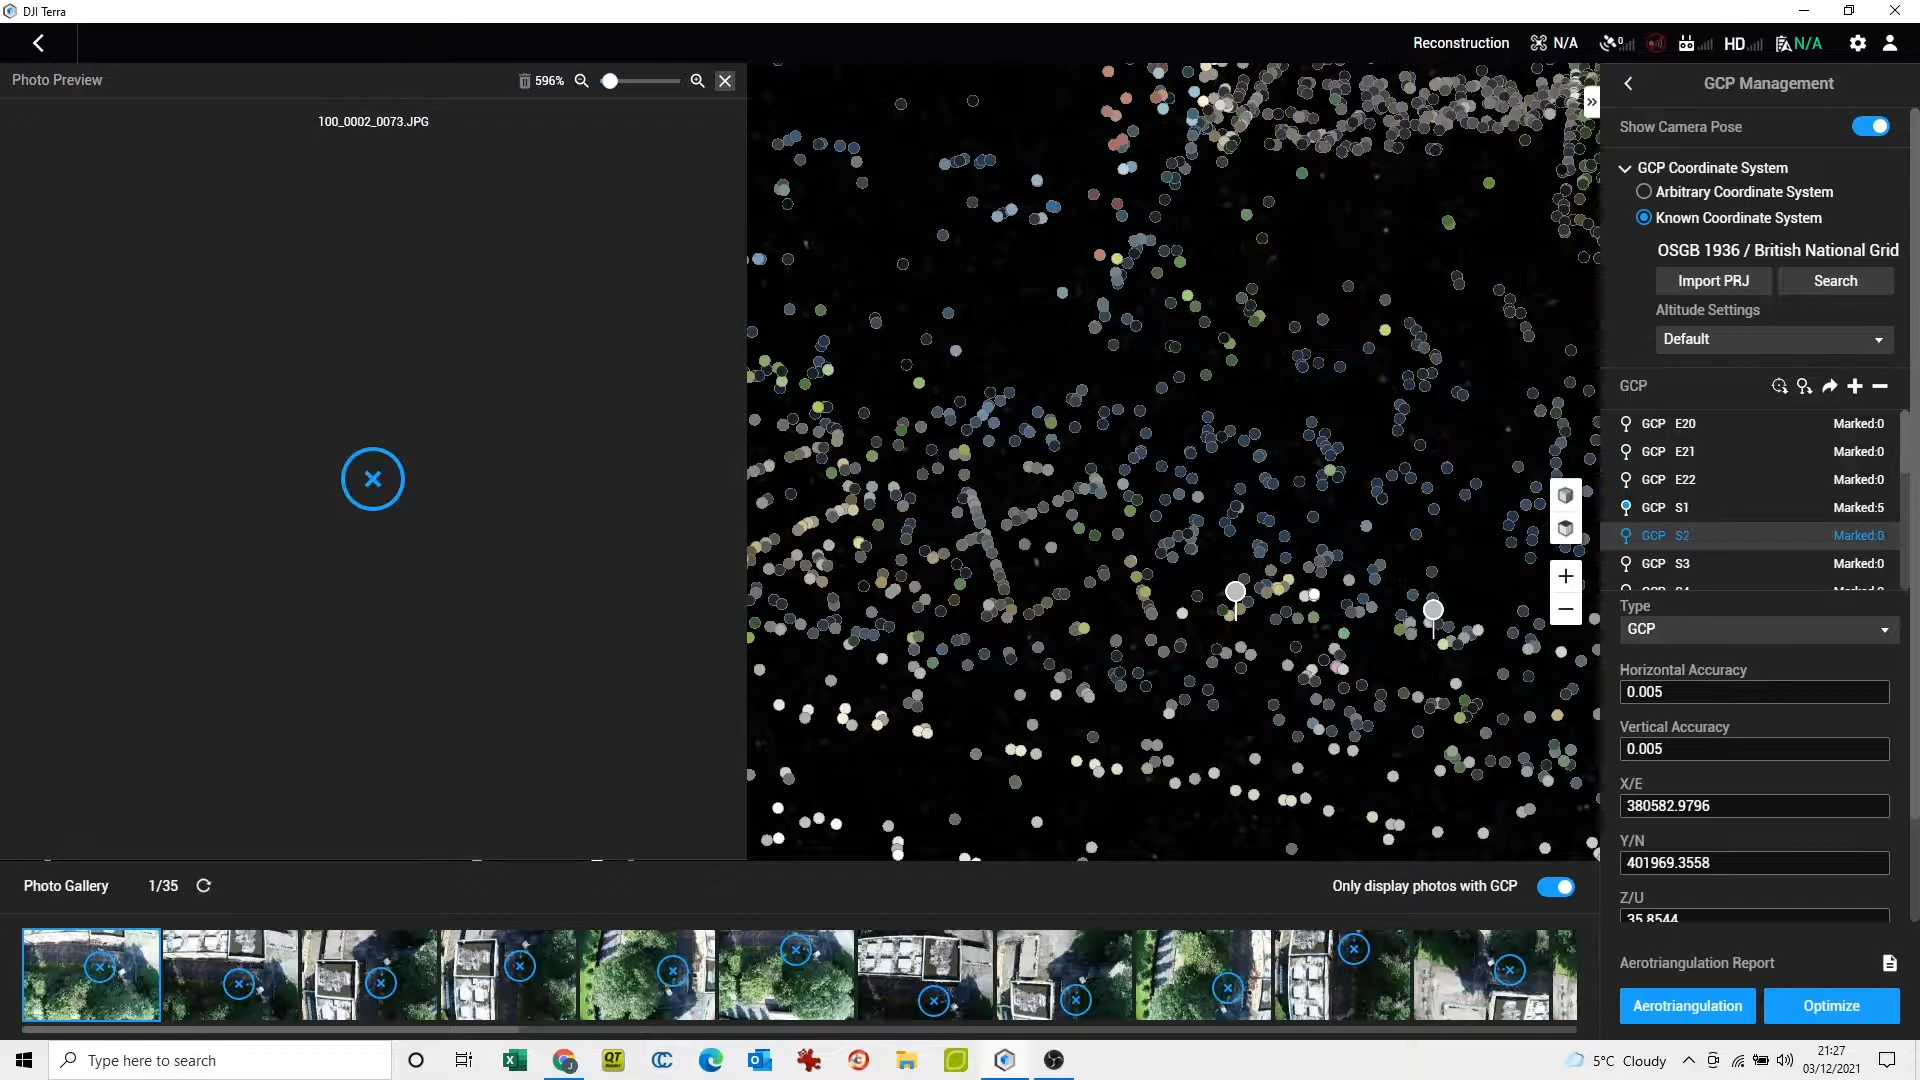 DJI Terra
Reconstruction
N/A
0
HD
N/A
Photo Preview
596%
100_0002_0073.JPG
GCP Management
Show Camera Pose
GCP Coordinate System
Arbitrary Coordinate System
Known Coordinate System
OSGB 1936 / British National Grid
Import PRJ
Search
Altitude Settings
Default
GCP
GCP E20 Marked:0
GCP E21 Marked:0
GCP E22 Marked:0
GCP S1 Marked:5
GCP S2 Marked:0
GCP S3 Marked:0
Type
GCP
Horizontal Accuracy
0.005
Vertical Accuracy
0.005
X/E
380582.9796
Y/N
401969.3558
Z/U
35.8544
Photo Gallery
1/35
Only display photos with GCP
Aerotriangulation Report
Aerotriangulation
Optimize
Type here to search
QT
5°C Cloudy
21:27
03/12/2021